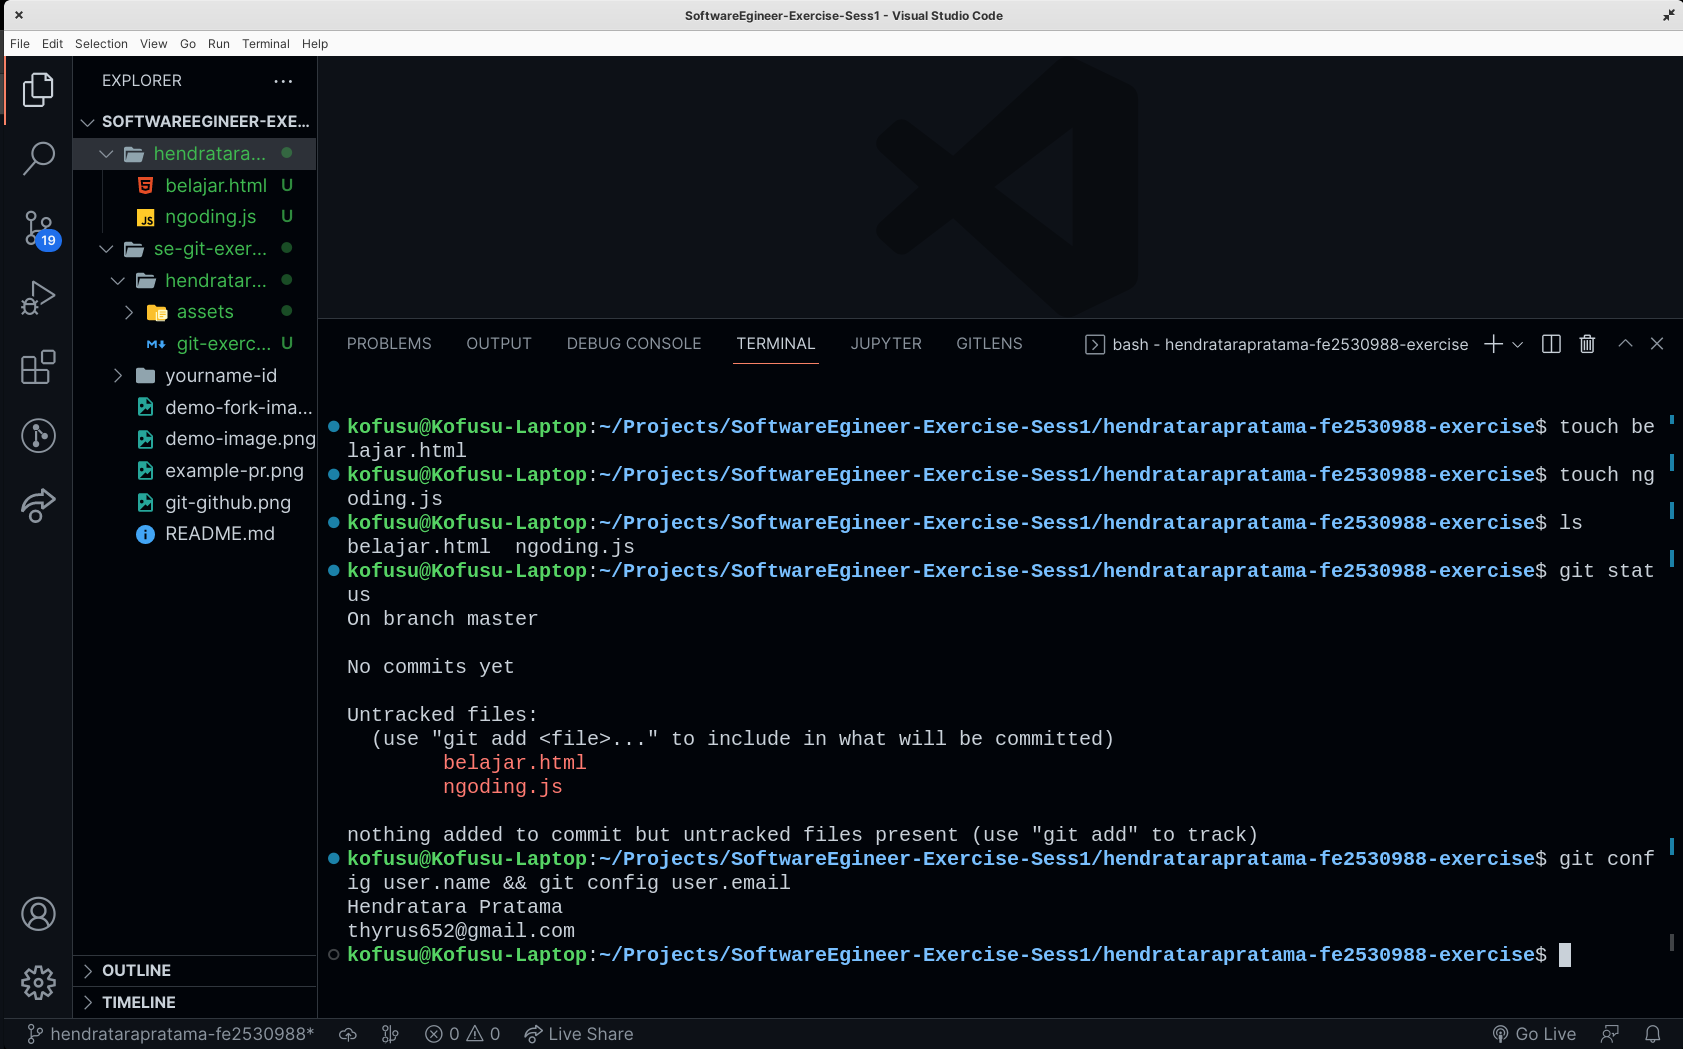 SoftwareEgineer-Exercise-Sess1 - Visual Studio Code
File Edit Selection View Go Run Terminal Help
EXPLORER
SOFTWAREEGINEER-EXE...
hendratara...
belajar.html U
JS ngoding.js U
se-git-exer...
hendratar...
assets
M git-exerc... U
yourname-id
demo-fork-ima...
demo-image.png
example-pr.png
git-github.png
README.md
19
OUTLINE
TIMELINE
PROBLEMS OUTPUT DEBUG CONSOLE TERMINAL JUPYTER GITLENS
bash - hendratarapratama-fe2530988-exercise
kofusu@Kofusu-Laptop:~/Projects/SoftwareEgineer-Exercise-Sess1/hendratarapratama-fe2530988-exercise$ touch be
lajar.html
kofusu@Kofusu-Laptop:~/Projects/SoftwareEgineer-Exercise-Sess1/hendratarapratama-fe2530988-exercise$ touch ng
oding.js
kofusu@Kofusu-Laptop:~/Projects/SoftwareEgineer-Exercise-Sess1/hendratarapratama-fe2530988-exercise$ ls
belajar.html  ngoding.js
kofusu@Kofusu-Laptop:~/Projects/SoftwareEgineer-Exercise-Sess1/hendratarapratama-fe2530988-exercise$ git stat
us
On branch master
No commits yet
Untracked files:
(use "git add <file>..." to include in what will be committed)
belajar.html
ngoding.js
nothing added to commit but untracked files present (use "git add" to track)
kofusu@Kofusu-Laptop:~/Projects/SoftwareEgineer-Exercise-Sess1/hendratarapratama-fe2530988-exercise$ git conf
ig user.name && git config user.email
Hendratara Pratama
thyrus652@gmail.com
kofusu@Kofusu-Laptop:~/Projects/SoftwareEgineer-Exercise-Sess1/hendratarapratama-fe2530988-exercise$
hendratarapratama-fe2530988* 0 0 Live Share Go Live